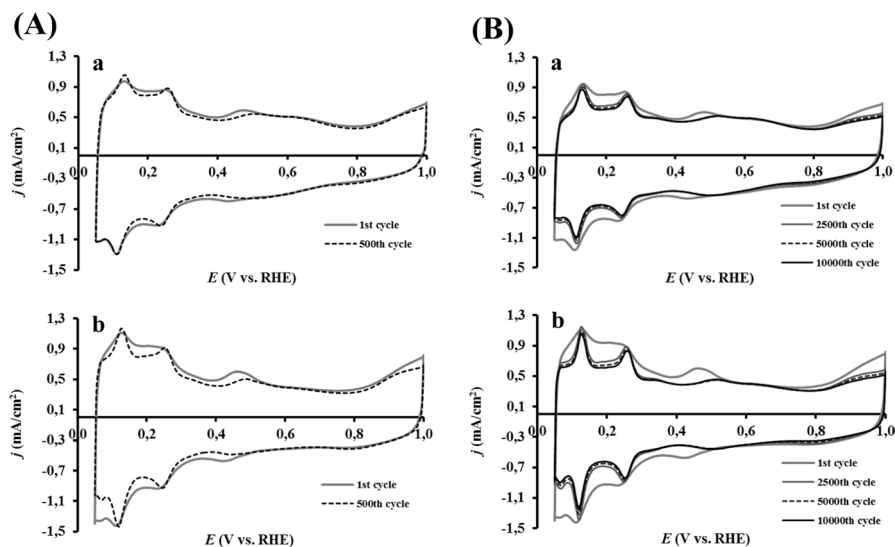 (A)
a
1,3
0,9
0,5
0,1
-0,3
-0,7
-1,1
-1,5
0,0
0,2
0,4
0,6
0,8
1,0
j (mA/cm²)
E (V vs. RHE)
1st cycle
500th cycle
b
1,3
0,9
0,5
0,1
-0,3
-0,7
-1,1
-1,5
0,0
0,2
0,4
0,6
0,8
1,0
j (mA/cm²)
E (V vs. RHE)
1st cycle
500th cycle
(B)
a
1,3
0,9
0,5
0,1
-0,3
-0,7
-1,1
-1,5
0,0
0,2
0,4
0,6
0,8
1,0
j (mA/cm²)
E (V vs. RHE)
1st cycle
2500th cycle
5000th cycle
10000th cycle
b
1,3
0,9
0,5
0,1
-0,3
-0,7
-1,1
-1,5
0,0
0,2
0,4
0,6
0,8
1,0
j (mA/cm²)
E (V vs. RHE)
1st cycle
2500th cycle
5000th cycle
10000th cycle